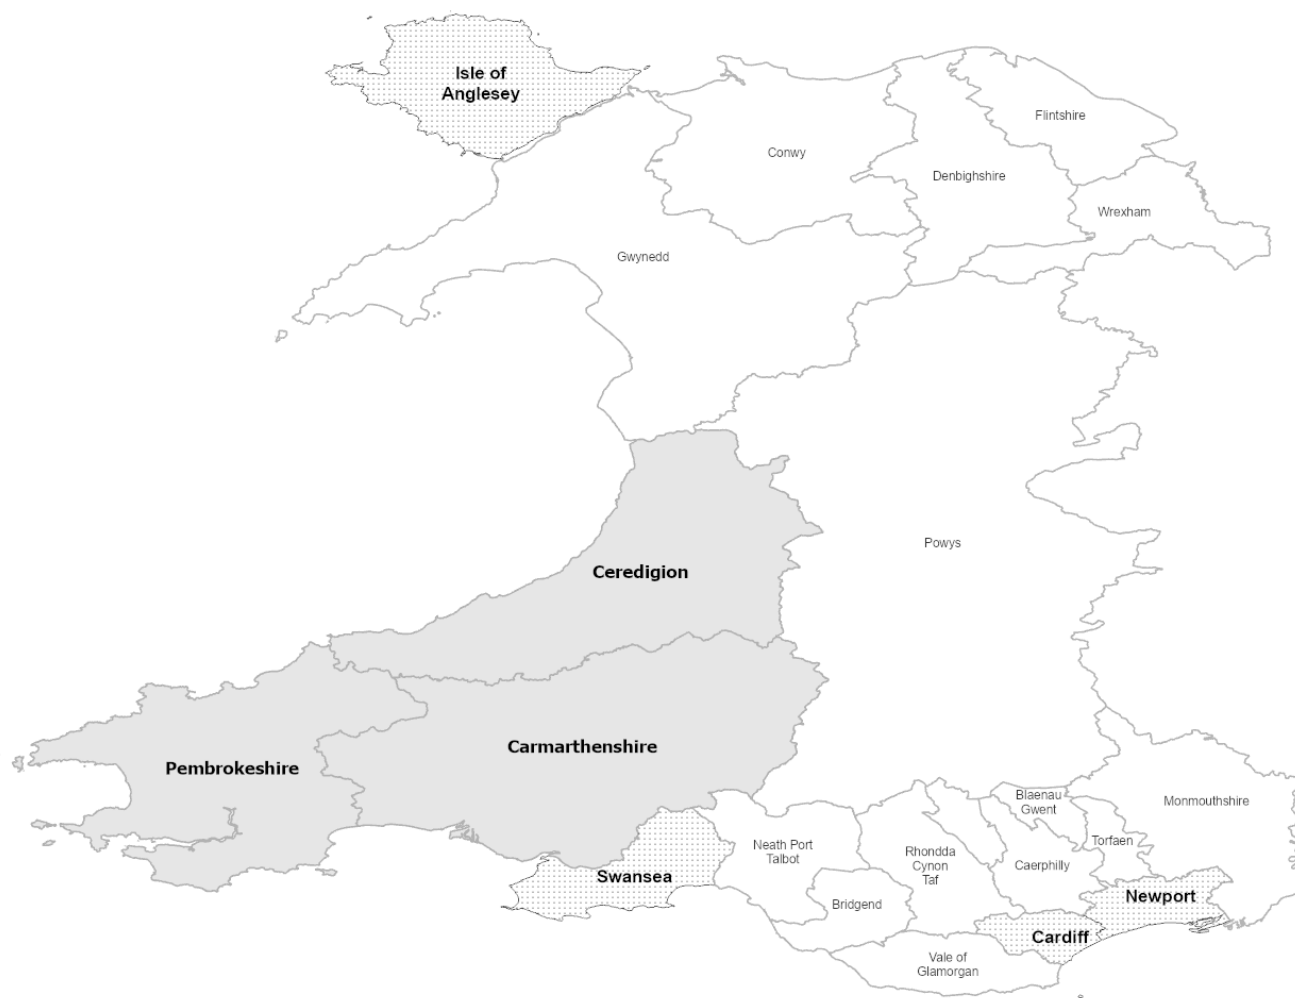 Isle of
Anglesey
Flintshire
Conwy
Denbighshire
Wrexham
Gwynedd
Powys
Ceredigion
Carmarthenshire
Pembrokeshire
Blaenau
Gwent
Monmouthshire
Torfaen
Neath Port
Talbot
Rhondda
Cynon
Taf
Caerphilly
Swansea
Newport
Bridgend
Cardiff
Vale of
Glamorgan